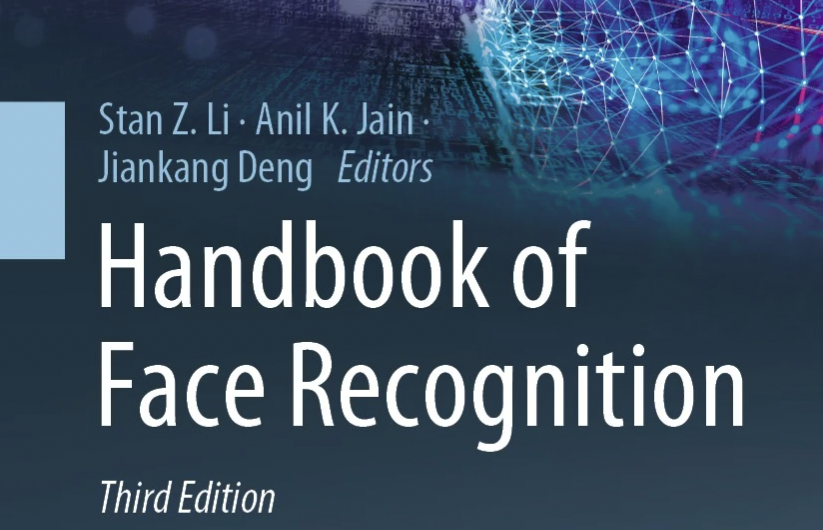 Stan Z. Li · Anil K. Jain ·
Jiankang Deng Editors
Handbook of
Face Recognition
Third Edition